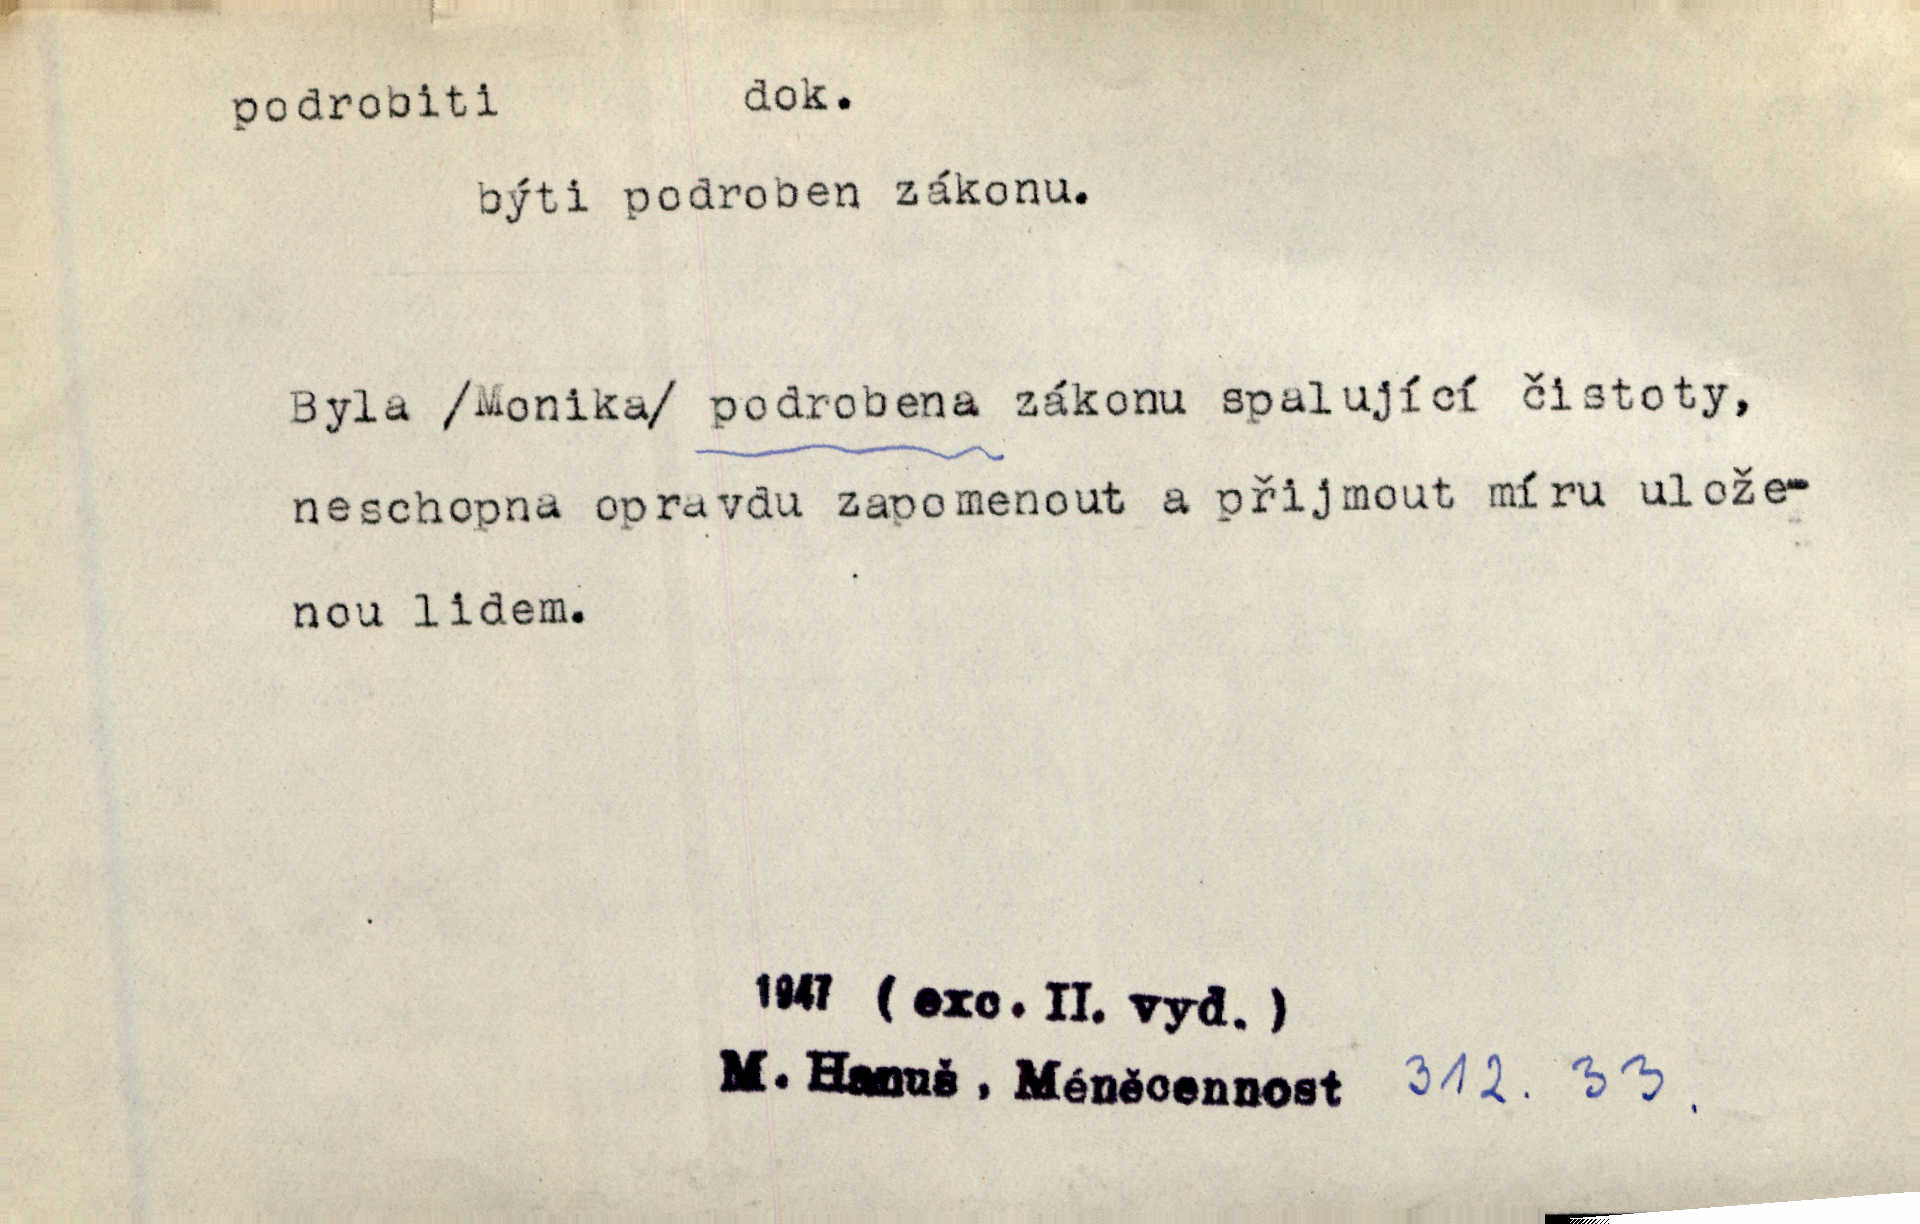 podrobiti dok.
býti podroben zákonu.
Byla /Monika/ podrobena zákonu spalující čistoty,
neschopna opravdu zapomenout a přijmout míru ulože-
nou lidem.
1947 (exc. II. vyd.)
M. Hanuš, Méněcennost 312. 33.